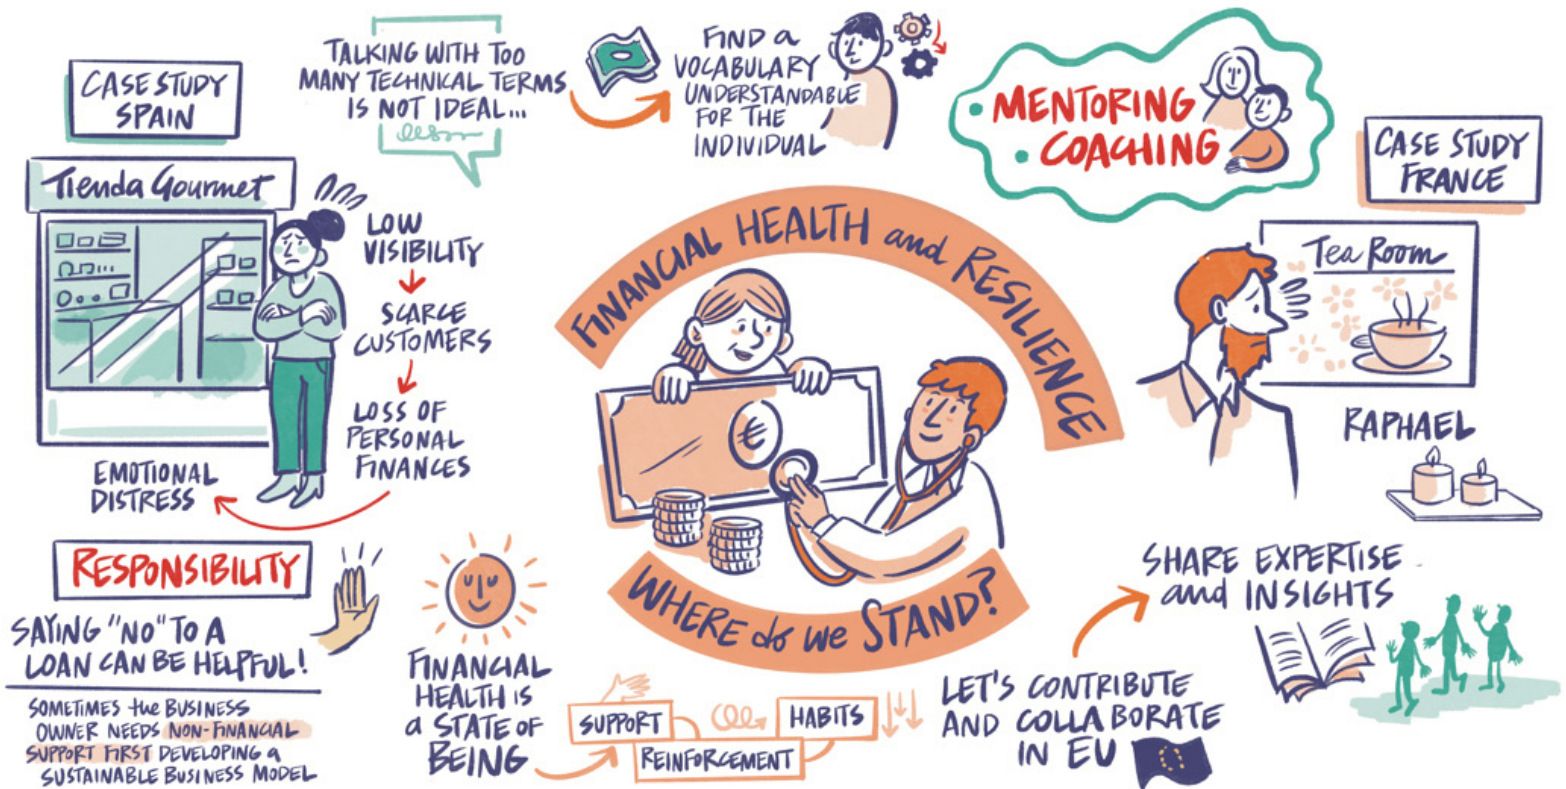 CASE STUDY
SPAIN
TALKING WITH TOO
MANY TECHNICAL TERMS
IS NOT IDEAL...
FIND a
VOCABULARY
UNDERSTANDABLE
FOR THE
INDIVIDUAL
MENTORING
COACHING
CASE STUDY
FRANCE
Tienda Gourmet
LOW
VISIBILITY
SCARCE
CUSTOMERS
LOSS OF
PERSONAL
FINANCES
EMOTIONAL
DISTRESS
FINANCIAL HEALTH and RESILIENCE
€
WHERE do we STAND?
Tea Room
RAPHAEL
RESPONSIBILITY
SAYING "NO" TO A
LOAN CAN BE HELPFUL!
SOMETIMES the BUSINESS
OWNER NEEDS NON-FINANCIAL
SUPPORT FIRST DEVELOPING a
SUSTAINABLE BUSINESS MODEL
FINANCIAL
HEALTH IS
a STATE OF
BEING
SUPPORT
REINFORCEMENT
HABITS
LET'S CONTRIBUTE
AND COLLABORATE
IN EU
SHARE EXPERTISE
and INSIGHTS